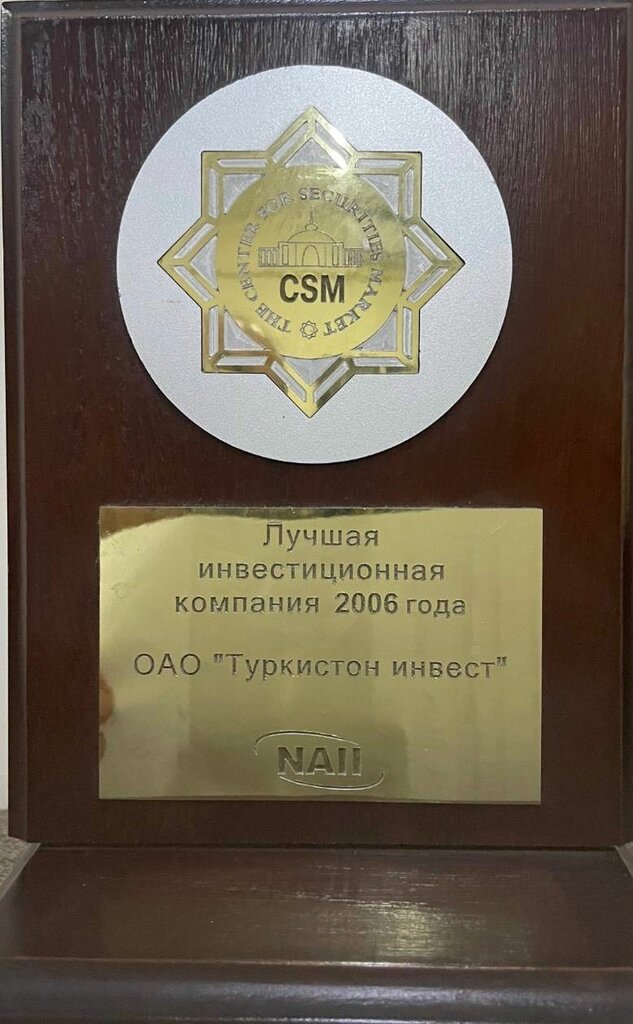 THE CENTER FOR SECURITIES MARKET
CSM
Лучшая
инвестиционная
компания 2006 года
ОАО "Туркистон инвест"
NAII